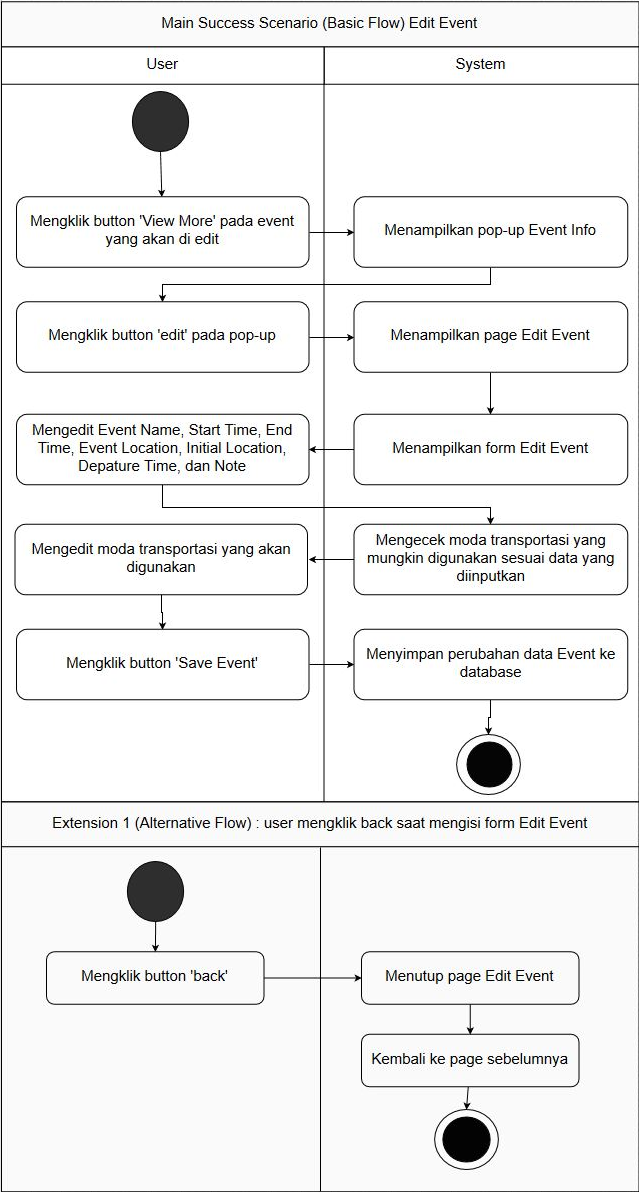 Main Success Scenario (Basic Flow) Edit Event
User
System
Mengklik button 'View More' pada event
yang akan di edit
Menampilkan pop-up Event Info
Mengklik button 'edit' pada pop-up
Menampilkan page Edit Event
Menampilkan form Edit Event
Mengedit Event Name, Start Time, End
Time, Event Location, Initial Location,
Depature Time, dan Note
Mengecek moda transportasi yang
mungkin digunakan sesuai data yang
diinputkan
Mengedit moda transportasi yang akan
digunakan
Mengklik button 'Save Event'
Menyimpan perubahan data Event ke
database
Extension 1 (Alternative Flow) : user mengklik back saat mengisi form Edit Event
Mengklik button 'back'
Menutup page Edit Event
Kembali ke page sebelumnya